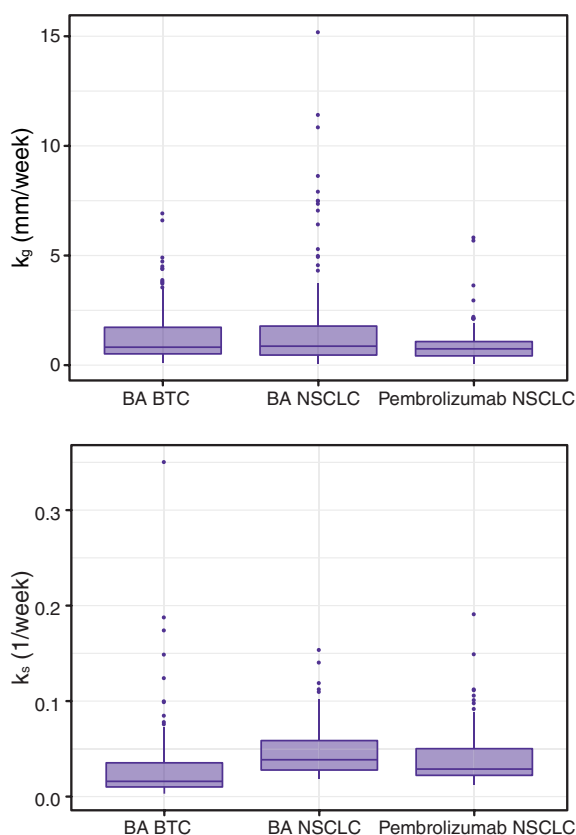 15
10
5
0
kg (mm/week)
BA BTC BA NSCLC Pembrolizumab NSCLC
0.3
0.2
0.1
0.0
ks (1/week)
BA BTC BA NSCLC Pembrolizumab NSCLC